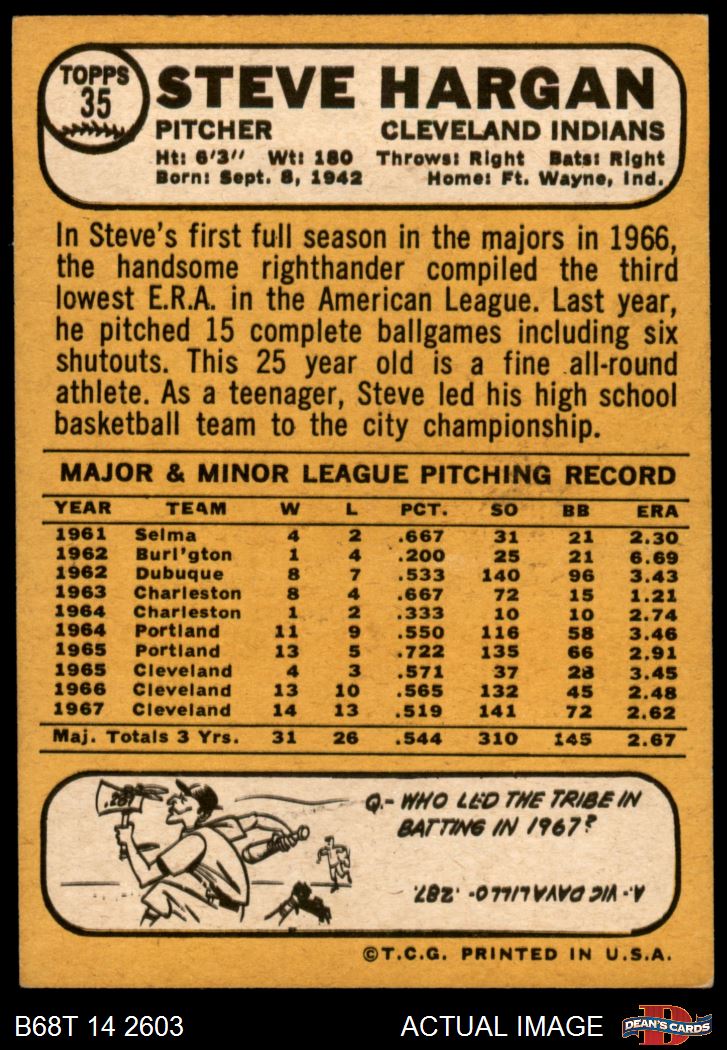 TOPPS
35
STEVE HARGAN
PITCHER CLEVELAND INDIANS
Ht: 6'3" Wt: 180 Throws: Right Bats: Right
Born: Sept. 8, 1942 Home: Ft. Wayne, Ind.
In Steve's first full season in the majors in 1966,
the handsome righthander compiled the third
lowest E.R.A. in the American League. Last year,
he pitched 15 complete ballgames including six
shutouts. This 25 year old is a fine all-round
athlete. As a teenager, Steve led his high school
basketball team to the city championship.
MAJOR & MINOR LEAGUE PITCHING RECORD
YEAR TEAM W L PCT. SO BB ERA
1961 Selma 4 2 .667 31 21 2.30
1962 Burl'gton 1 4 .200 25 21 6.69
1962 Dubuque 8 7 .533 140 96 3.43
1963 Charleston 8 4 .667 72 15 1.21
1964 Charleston 1 2 .333 10 10 2.74
1964 Portland 11 9 .550 116 58 3.46
1965 Portland 13 5 .722 135 66 2.91
1965 Cleveland 4 3 .571 37 28 3.45
1966 Cleveland 13 10 .565 132 45 2.48
1967 Cleveland 14 13 .519 141 72 2.62
Maj. Totals 3 Yrs. 31 26 .544 310 145 2.67
.287
Q.- WHO LED THE TRIBE IN
BATTING IN 1967?
A - VIC DAVALILLO - .287.
©T.C.G. PRINTED IN U.S.A.
B68T 14 2603 ACTUAL IMAGE
D
DEAN'S CARDS